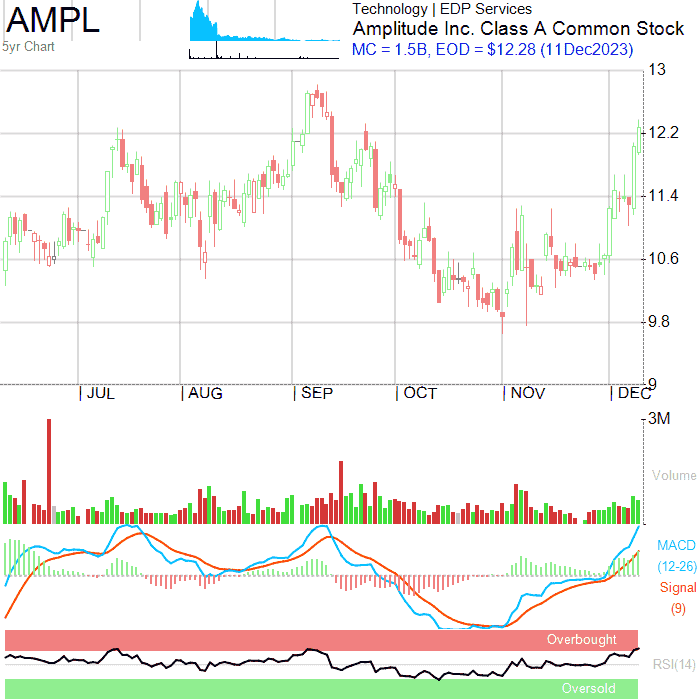 AMPL
5yr Chart
Technology | EDP Services
Amplitude Inc. Class A Common Stock
MC = 1.5B, EOD = $12.28 (11Dec2023)
13
12.2
11.4
10.6
9.8
9
JUL AUG SEP OCT NOV DEC
3M
Volume
MACD
(12-26)
Signal
(9)
Overbought
RSI(14)
Oversold